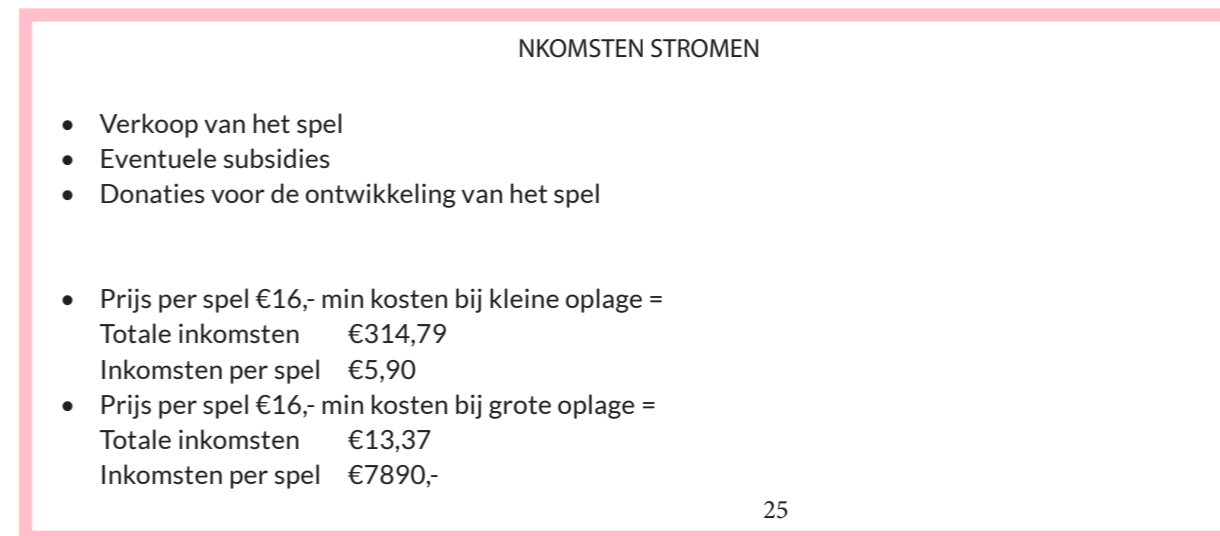 NKOMSTEN STROMEN
• Verkoop van het spel
• Eventuele subsidies
• Donaties voor de ontwikkeling van het spel
• Prijs per spel €16,- min kosten bij kleine oplage =
Totale inkomsten €314,79
Inkomsten per spel €5,90
• Prijs per spel €16,- min kosten bij grote oplage =
Totale inkomsten €13,37
Inkomsten per spel €7890,-
25